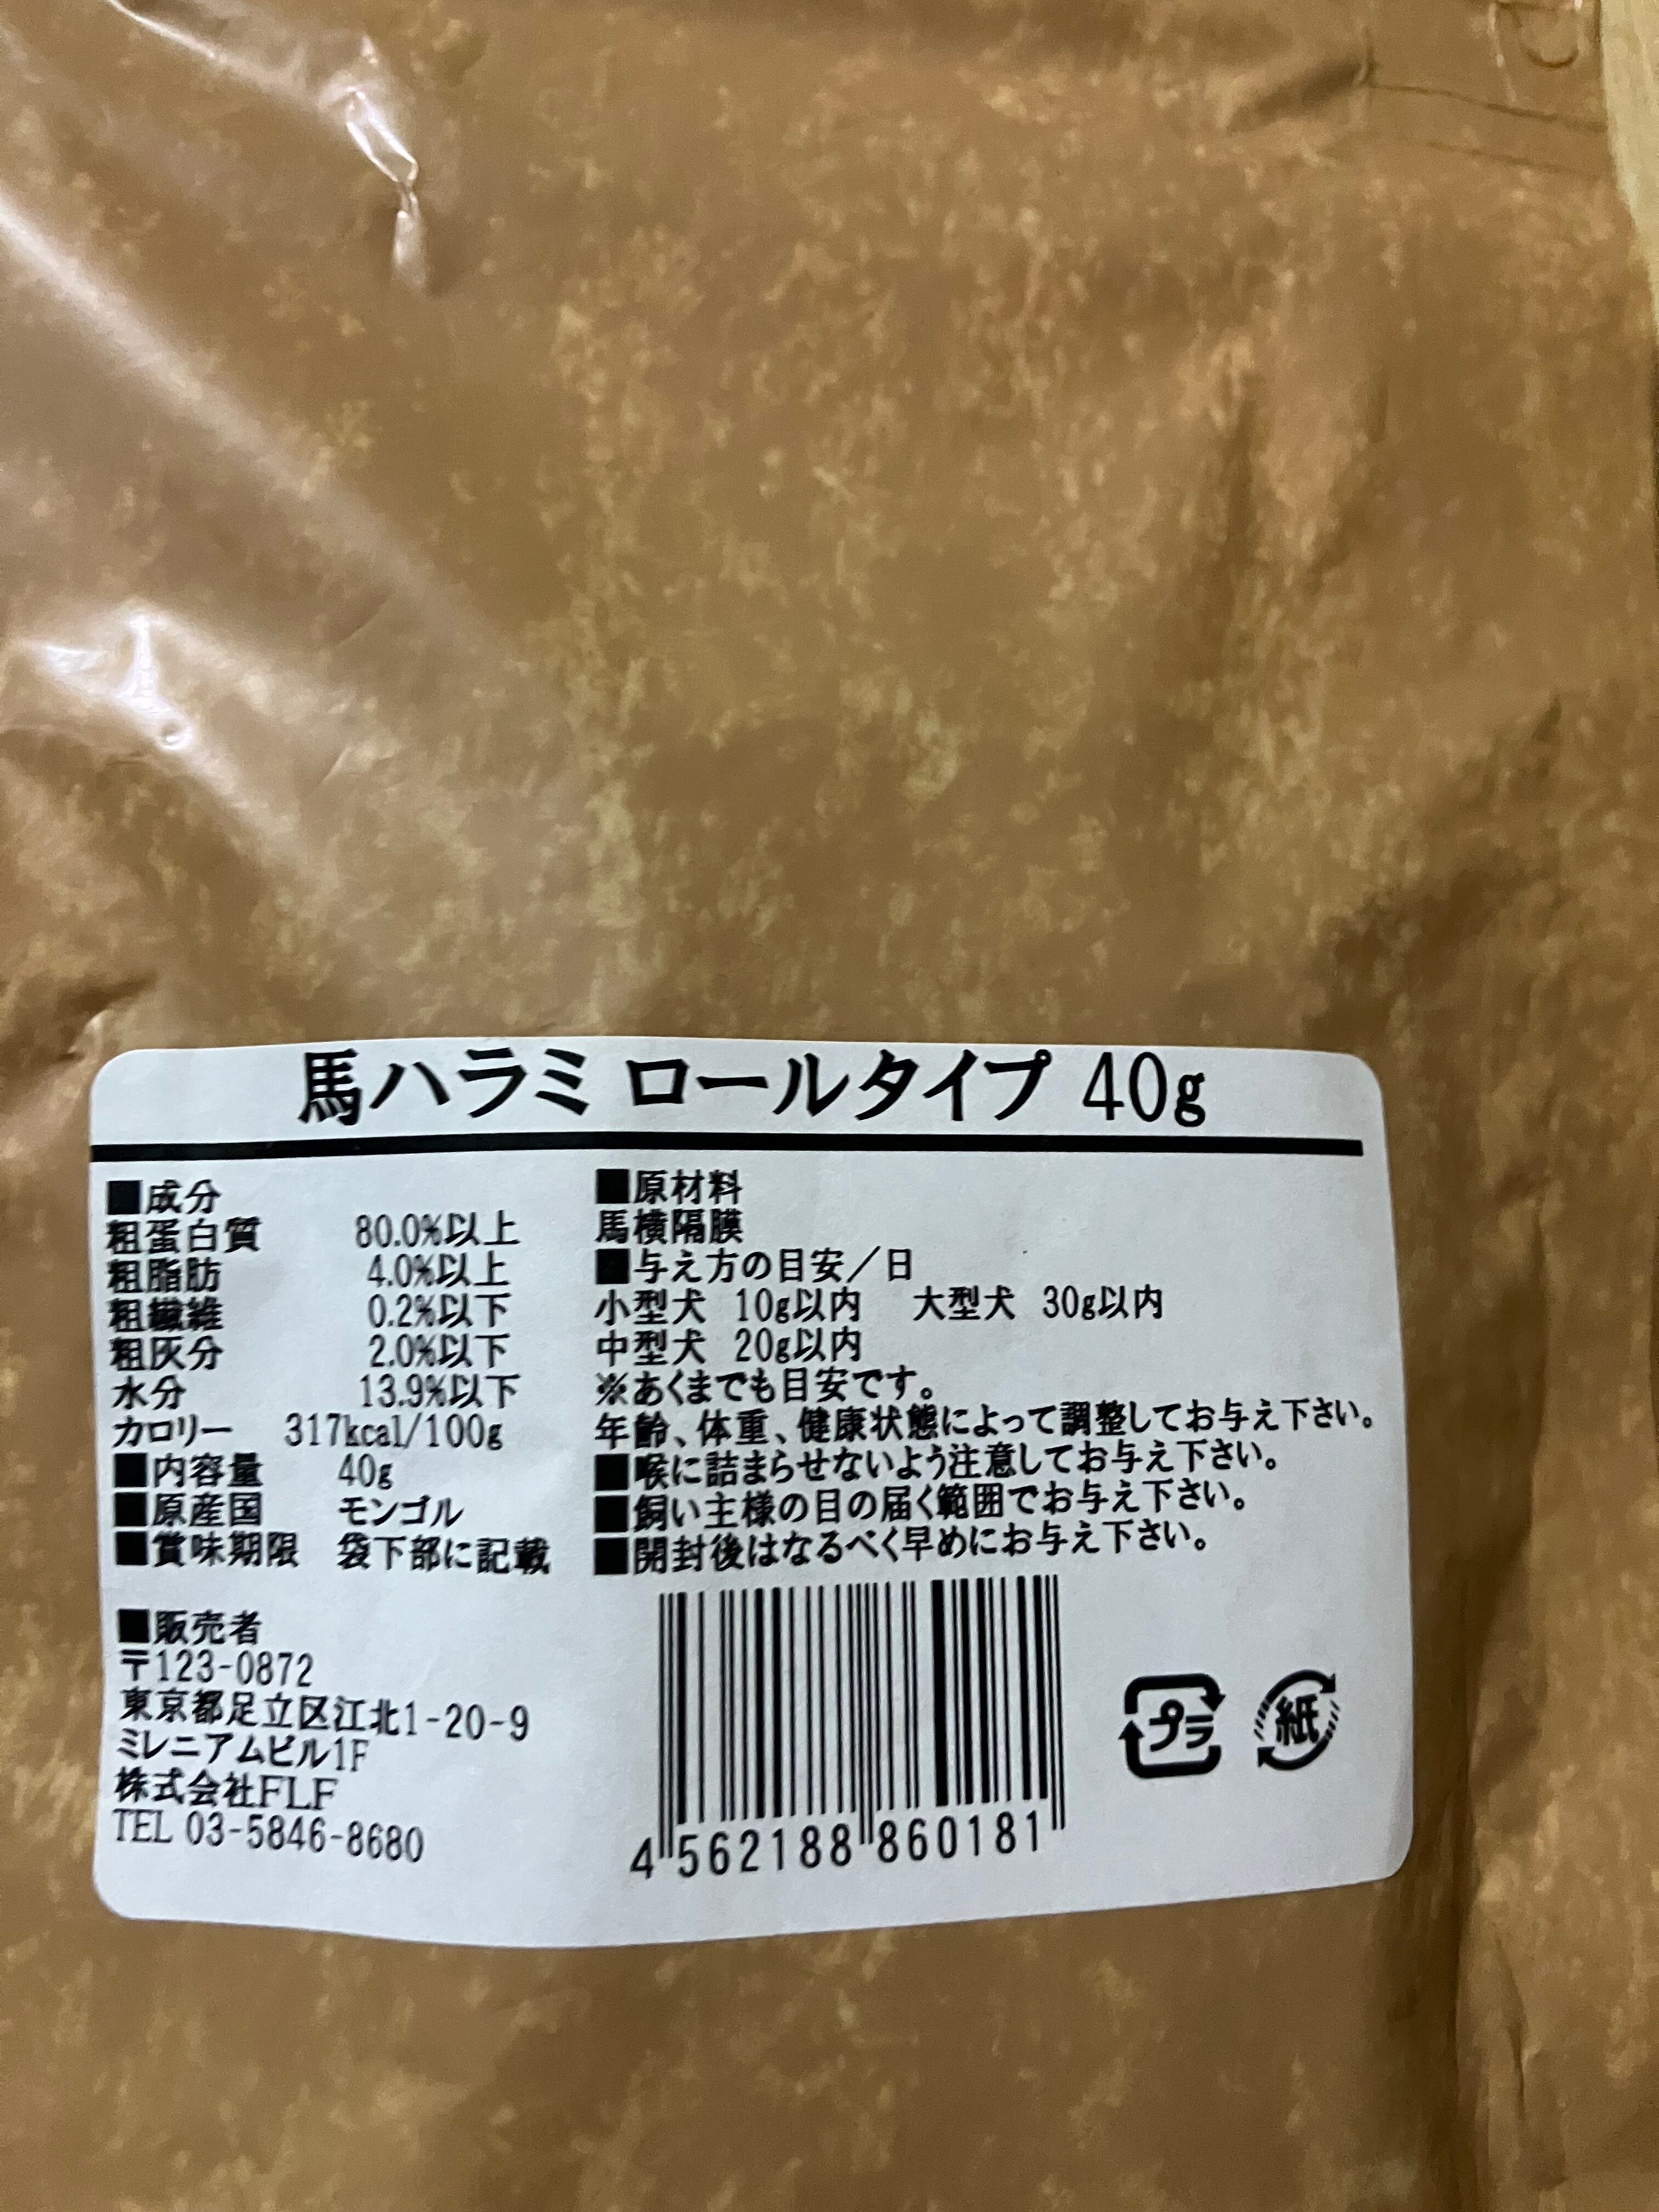 馬ハラミ ロールタイプ 40g
■成分
粗蛋白質 80.0%以上
粗脂肪 4.0%以上
粗繊維 0.2%以下
粗灰分 2.0%以下
水分 13.9%以下
カロリー 317kcal/100g
■内容量 40g
■原産国 モンゴル
■賞味期限 袋下部に記載
■原材料
馬横隔膜
■与え方の目安/日
小型犬 10g以内 大型犬 30g以内
中型犬 20g以内
※あくまでも目安です。
年齢、体重、健康状態によって調整してお与え下さい。
■喉に詰まらせないよう注意してお与え下さい。
■飼い主様の目の届く範囲でお与え下さい。
■開封後はなるべく早めにお与え下さい。
■販売者
〒123-0872
東京都足立区江北1-20-9
ミレニアムビル1F
株式会社FLF
TEL 03-5846-8680
4 562188 860181
プラ 紙